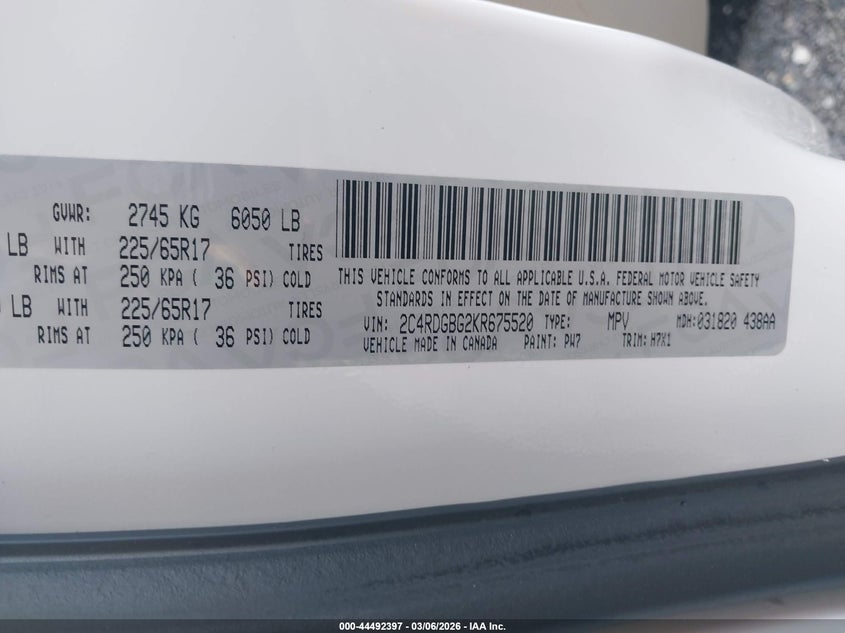 GVWR: 2745 KG 6050 LB
LB WITH 225/65R17 TIRES
RIMS AT 250 KPA ( 36 PSI) COLD
LB WITH 225/65R17 TIRES
RIMS AT 250 KPA ( 36 PSI) COLD
THIS VEHICLE CONFORMS TO ALL APPLICABLE U.S.A. FEDERAL MOTOR VEHICLE SAFETY
STANDARDS IN EFFECT ON THE DATE OF MANUFACTURE SHOWN ABOVE.
VIN: 2C4RDGBG2KR675520 TYPE: MPV MDH:031820 438AA
VEHICLE MADE IN CANADA PAINT: PW7 TRIM: H7X1
000-44492397 - 03/06/2026 - IAA Inc.